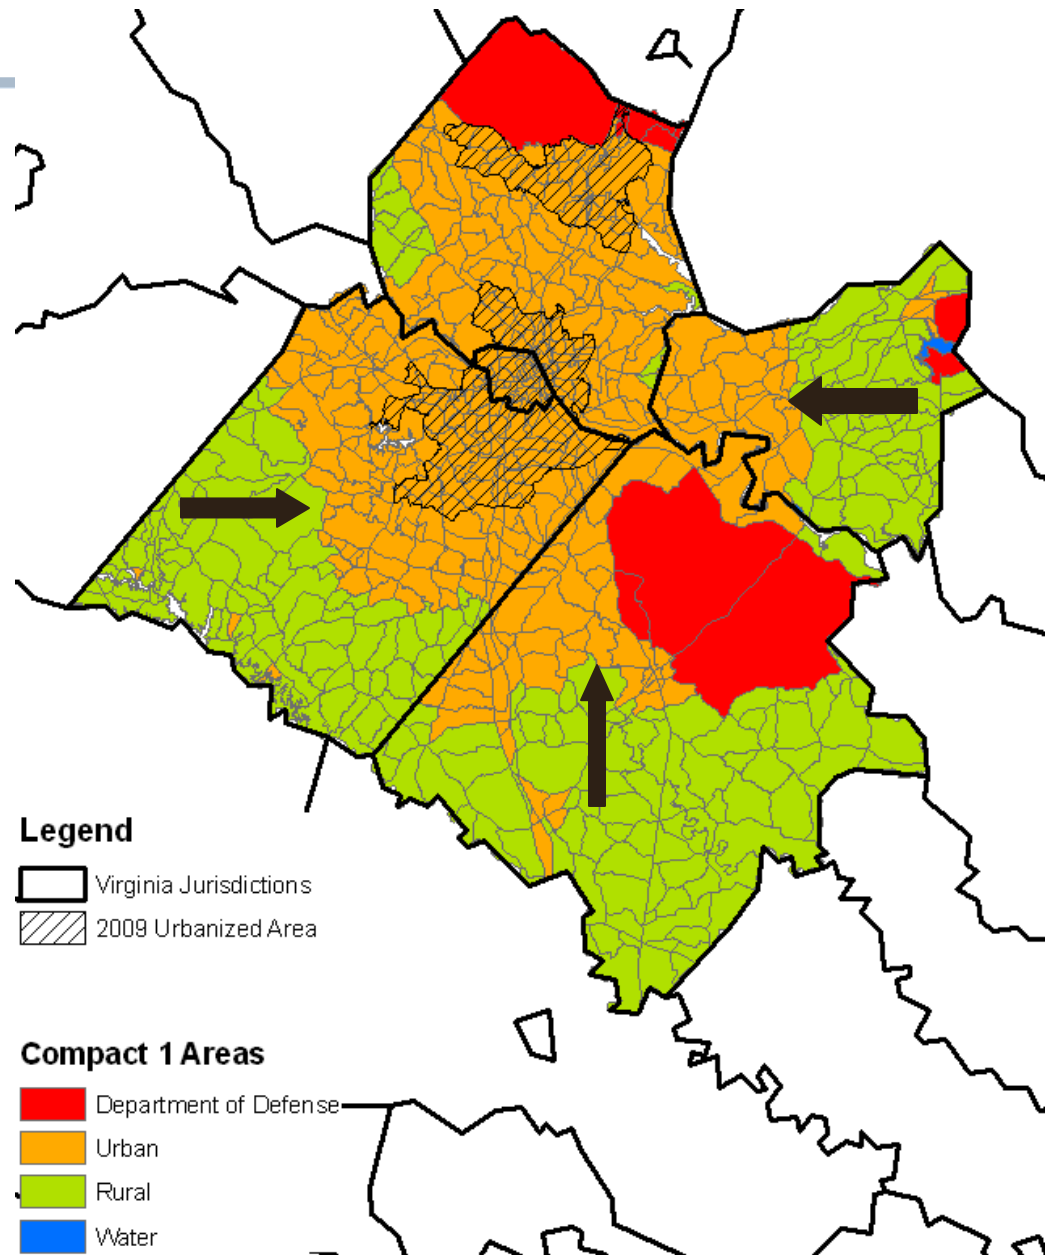 Legend
Virginia Jurisdictions
2009 Urbanized Area
Compact 1 Areas
Department of Defense
Urban
Rural
Water